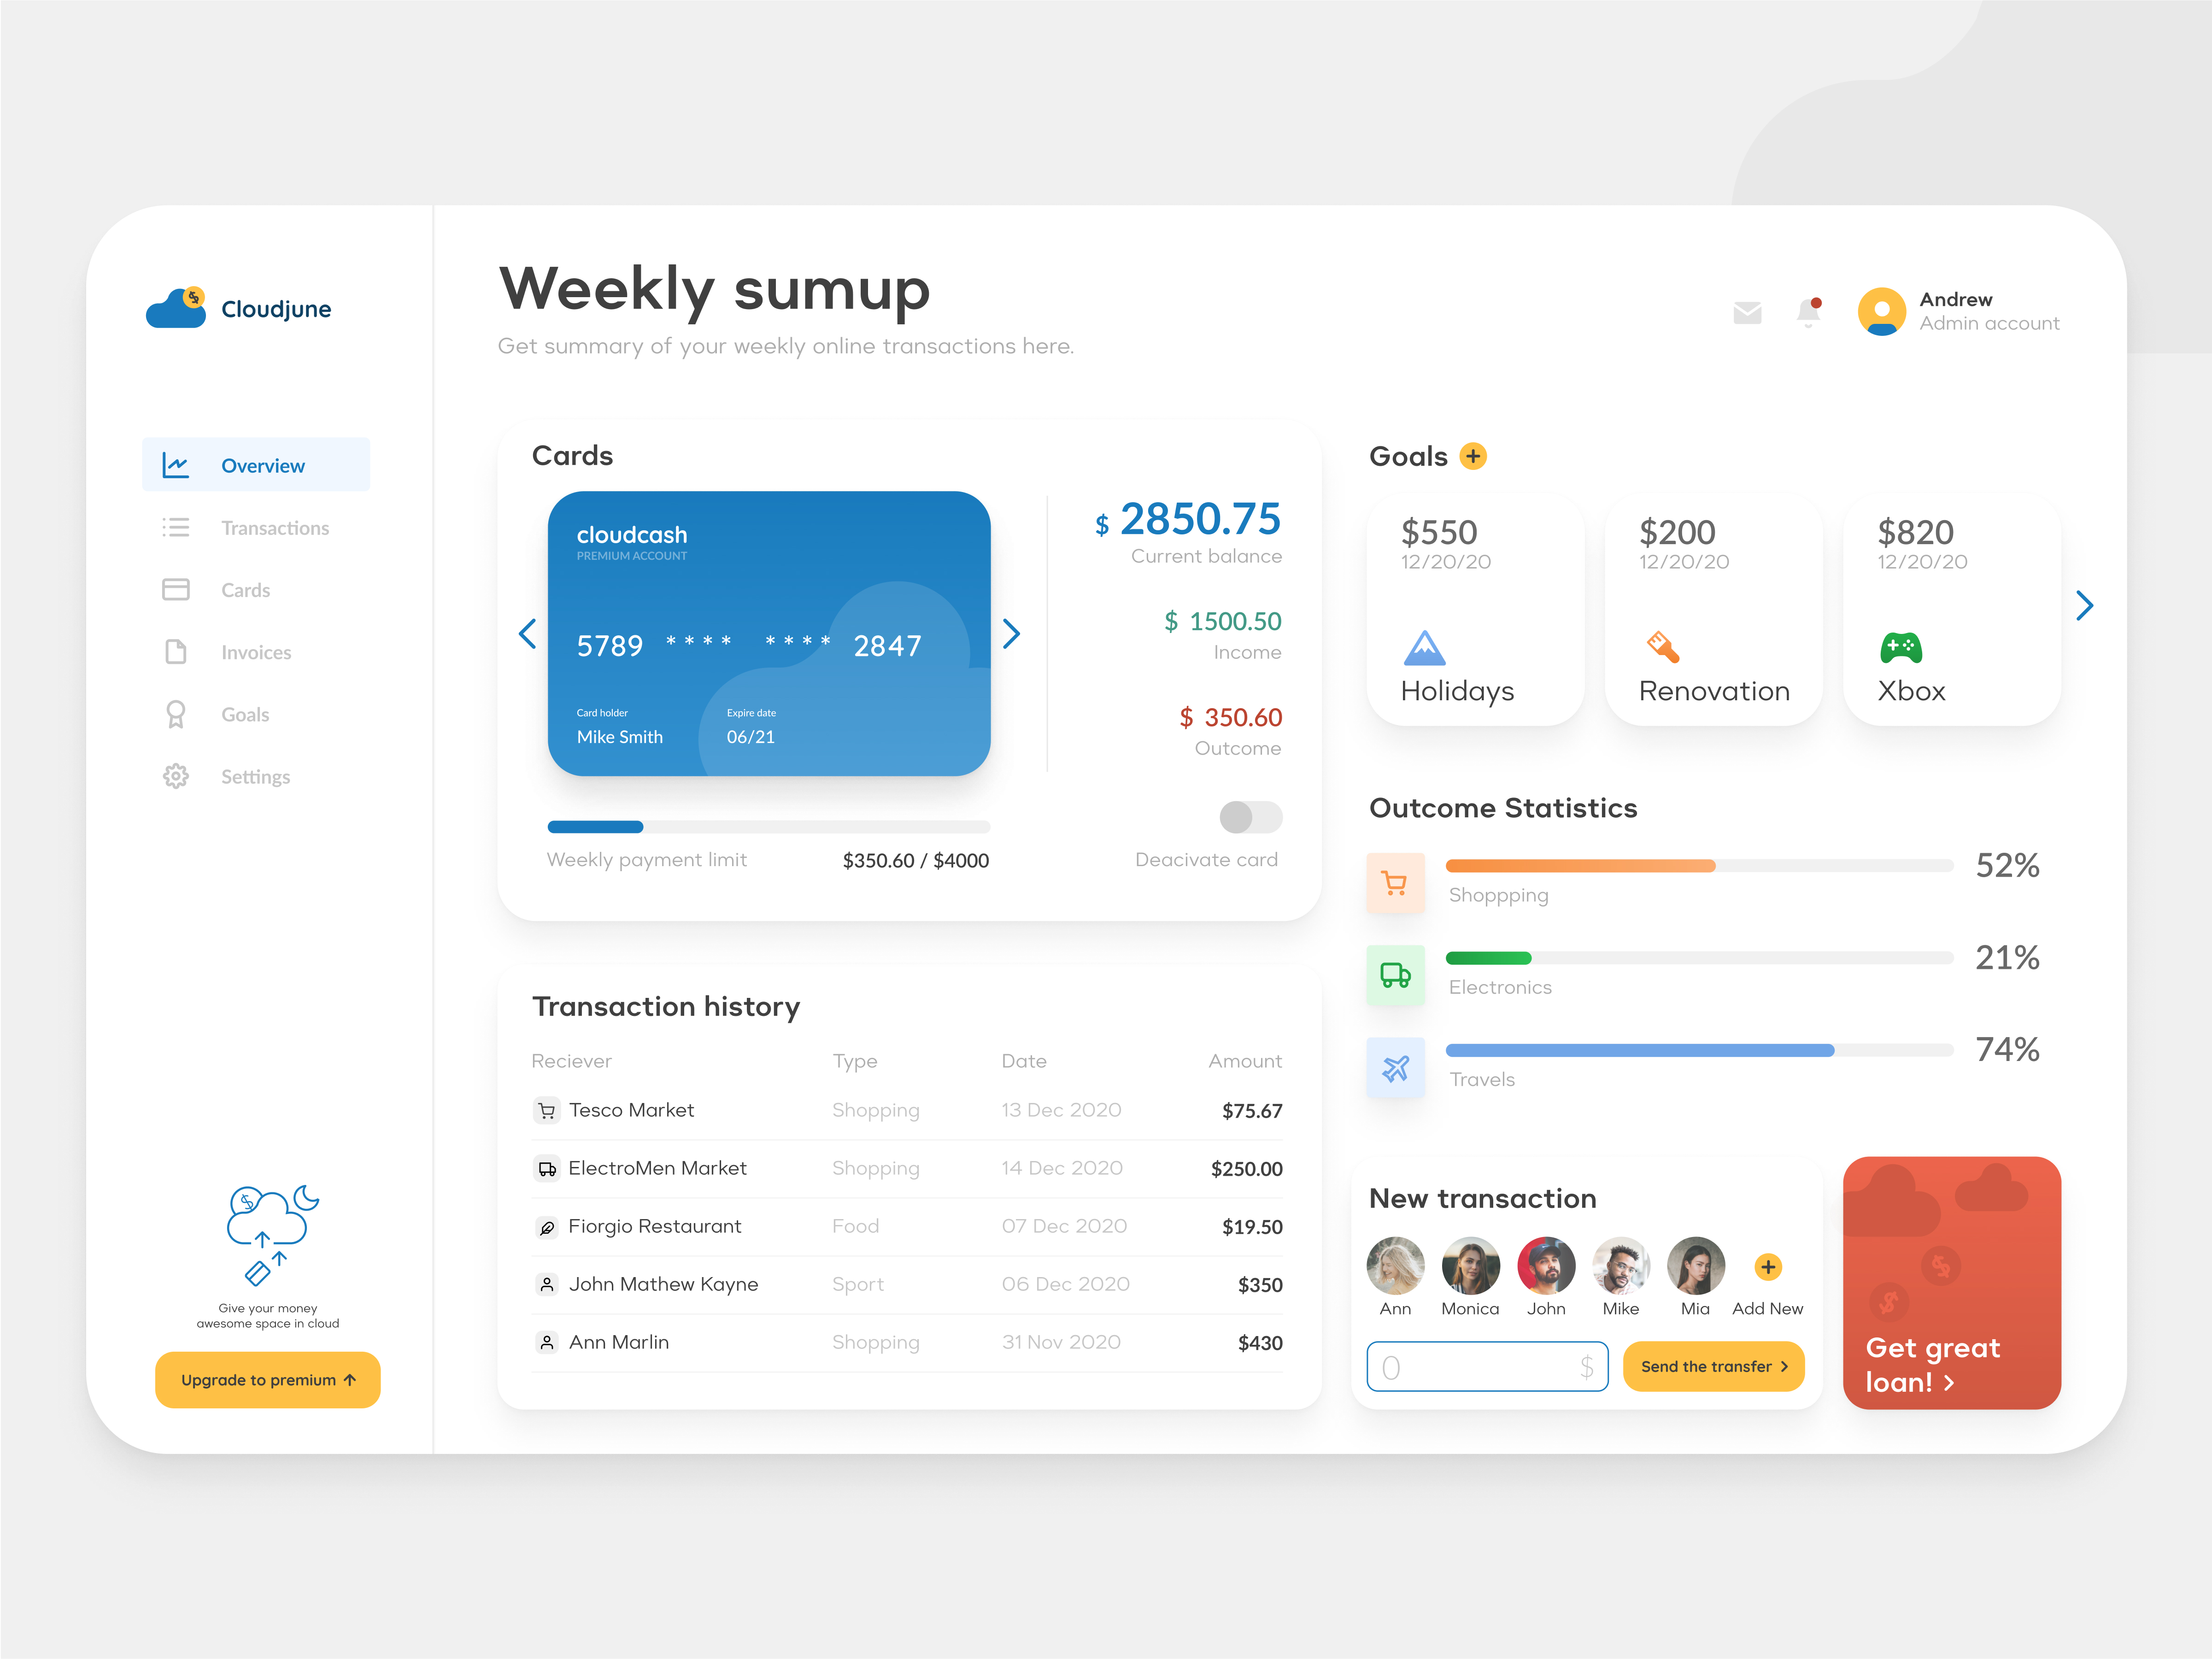 Cloudjune
Overview
Transactions
Cards
Invoices
Goals
Settings
Give your money
awesome space in cloud
Upgrade to premium
Weekly sumup
Get summary of your weekly online transactions here.
Andrew
Admin account
Cards
cloudcash
PREMIUM ACCOUNT
5789 **** **** 2847
Card holder Expire date
Mike Smith 06/21
Weekly payment limit $350.60 / $4000
$ 2850.75
Current balance
$ 1500.50
Income
$ 350.60
Outcome
Deacivate card
Transaction history
Reciever Type Date Amount
Tesco Market Shopping 13 Dec 2020 $75.67
ElectroMen Market Shopping 14 Dec 2020 $250.00
Fiorgio Restaurant Food 07 Dec 2020 $19.50
John Mathew Kayne Sport 06 Dec 2020 $350
Ann Marlin Shopping 31 Nov 2020 $430
Goals +
$550
12/20/20
Holidays
$200
12/20/20
Renovation
$820
12/20/20
Xbox
Outcome Statistics
52%
Shoppping
21%
Electronics
74%
Travels
New transaction
Ann Monica John Mike Mia Add New
0 $
Send the transfer
Get great
loan!